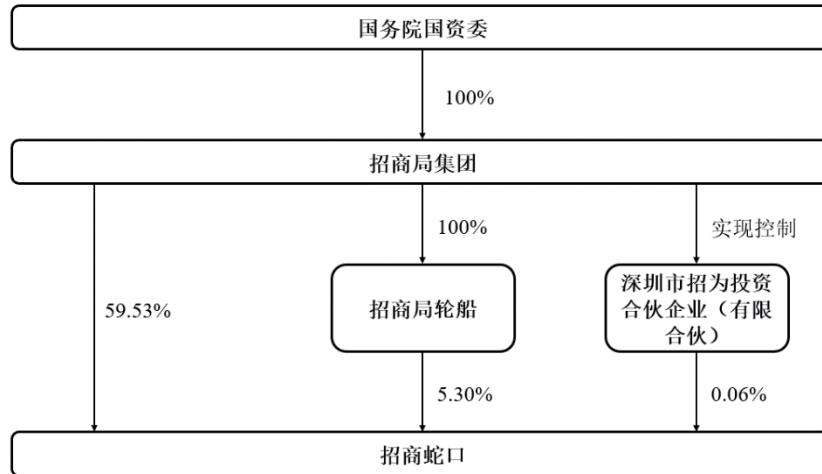 国务院国资委
100%
招商局集团
100%
实现控制
59.53%
招商局轮船
深圳市招为投资
合伙企业（有限
合伙）
5.30%
0.06%
招商蛇口